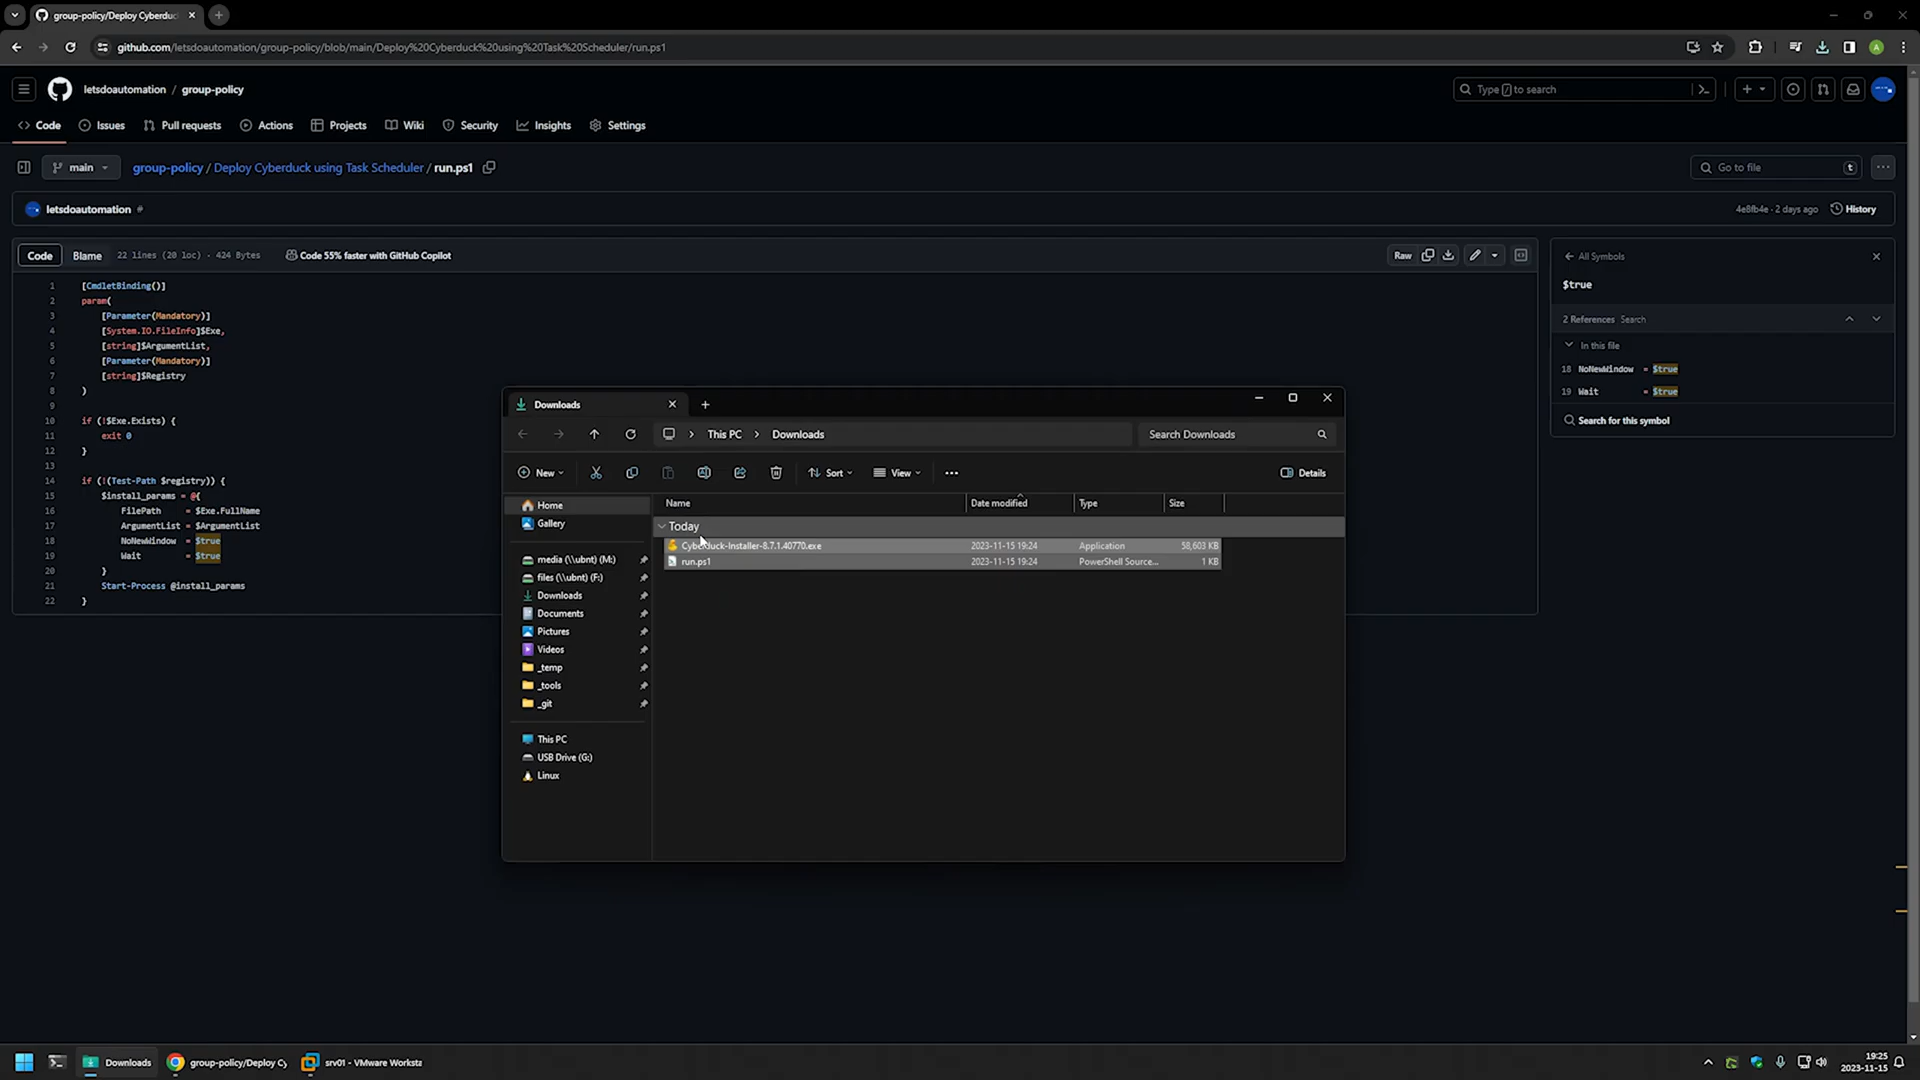 group-policy/Deploy Cyberduc
github.com/letsdoautomation/group-policy/blob/main/Deploy%20Cyberduck%20using%20Task%20Scheduler/run.ps1
A
letsdoautomation / group-policy
Type / to search
Code
Issues
Pull requests
Actions
Projects
Wiki
Security
Insights
Settings
main
group-policy / Deploy Cyberduck using Task Scheduler / run.ps1
Go to file
t
letsdoautomation
4e8fb4e · 2 days ago
History
Code
Blame
22 lines (20 loc) · 424 Bytes
Code 55% faster with GitHub Copilot
Raw
1 [CmdletBinding()]
2 param(
3 [Parameter(Mandatory)]
4 [System.IO.FileInfo]$Exe,
5 [string]$ArgumentList,
6 [Parameter(Mandatory)]
7 [string]$Registry
8 )
9
10 if (!$Exe.Exists) {
11 exit 0
12 }
13
14 if (!(Test-Path $registry)) {
15 $install_params = @{
16 FilePath = $Exe.FullName
17 ArgumentList = $ArgumentList
18 NoNewWindow = $true
19 Wait = $true
20 }
21 Start-Process @install_params
22 }
All Symbols
$true
2 References Search
In this file
18 NoNewWindow = $true
19 Wait = $true
Search for this symbol
Downloads
This PC > Downloads
Search Downloads
New
Sort
View
Details
Home
Gallery
media (\\ubnt) (M:)
files (\\ubnt) (F:)
Downloads
Documents
Pictures
Videos
_temp
_tools
_git
This PC
USB Drive (G:)
Linux
Name
Date modified
Type
Size
Today
Cyberduck-Installer-8.7.1.40770.exe 2023-11-15 19:24 Application 58,603 KB
run.ps1 2023-11-15 19:24 PowerShell Source... 1 KB
Downloads
group-policy/Deploy Cy
srv01 - VMware Worksta
19:25
2023-11-15